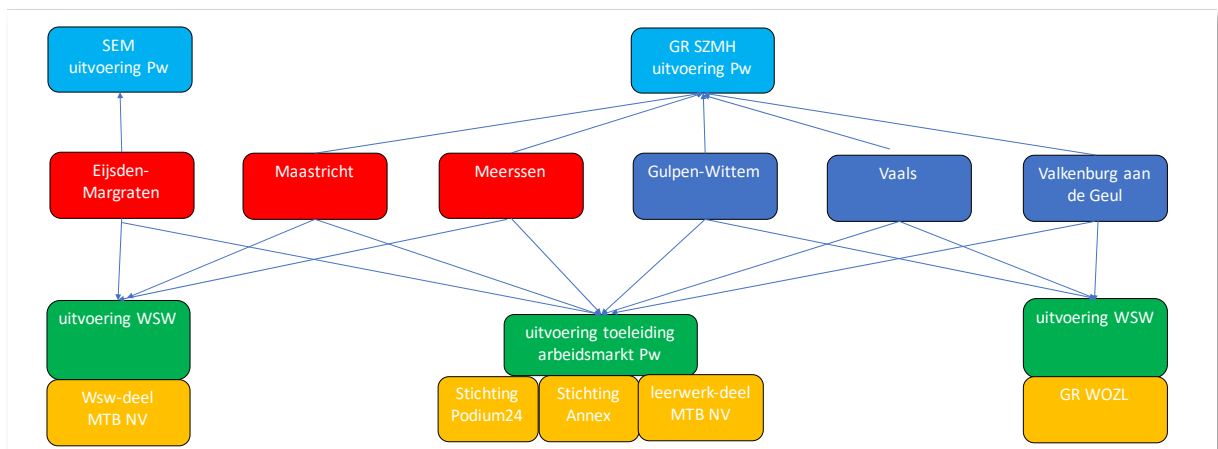 SEM
uitvoering Pw
GR SZMH
uitvoering Pw
Eijsden-
Margraten
Maastricht
Meerssen
Gulpen-Wittem
Vaals
Valkenburg aan
de Geul
uitvoering WSW
uitvoering toeleiding
arbeidsmarkt Pw
uitvoering WSW
Wsw-deel
MTB NV
Stichting
Podium24
Stichting
Annex
leerwerk-deel
MTB NV
GR WOZL